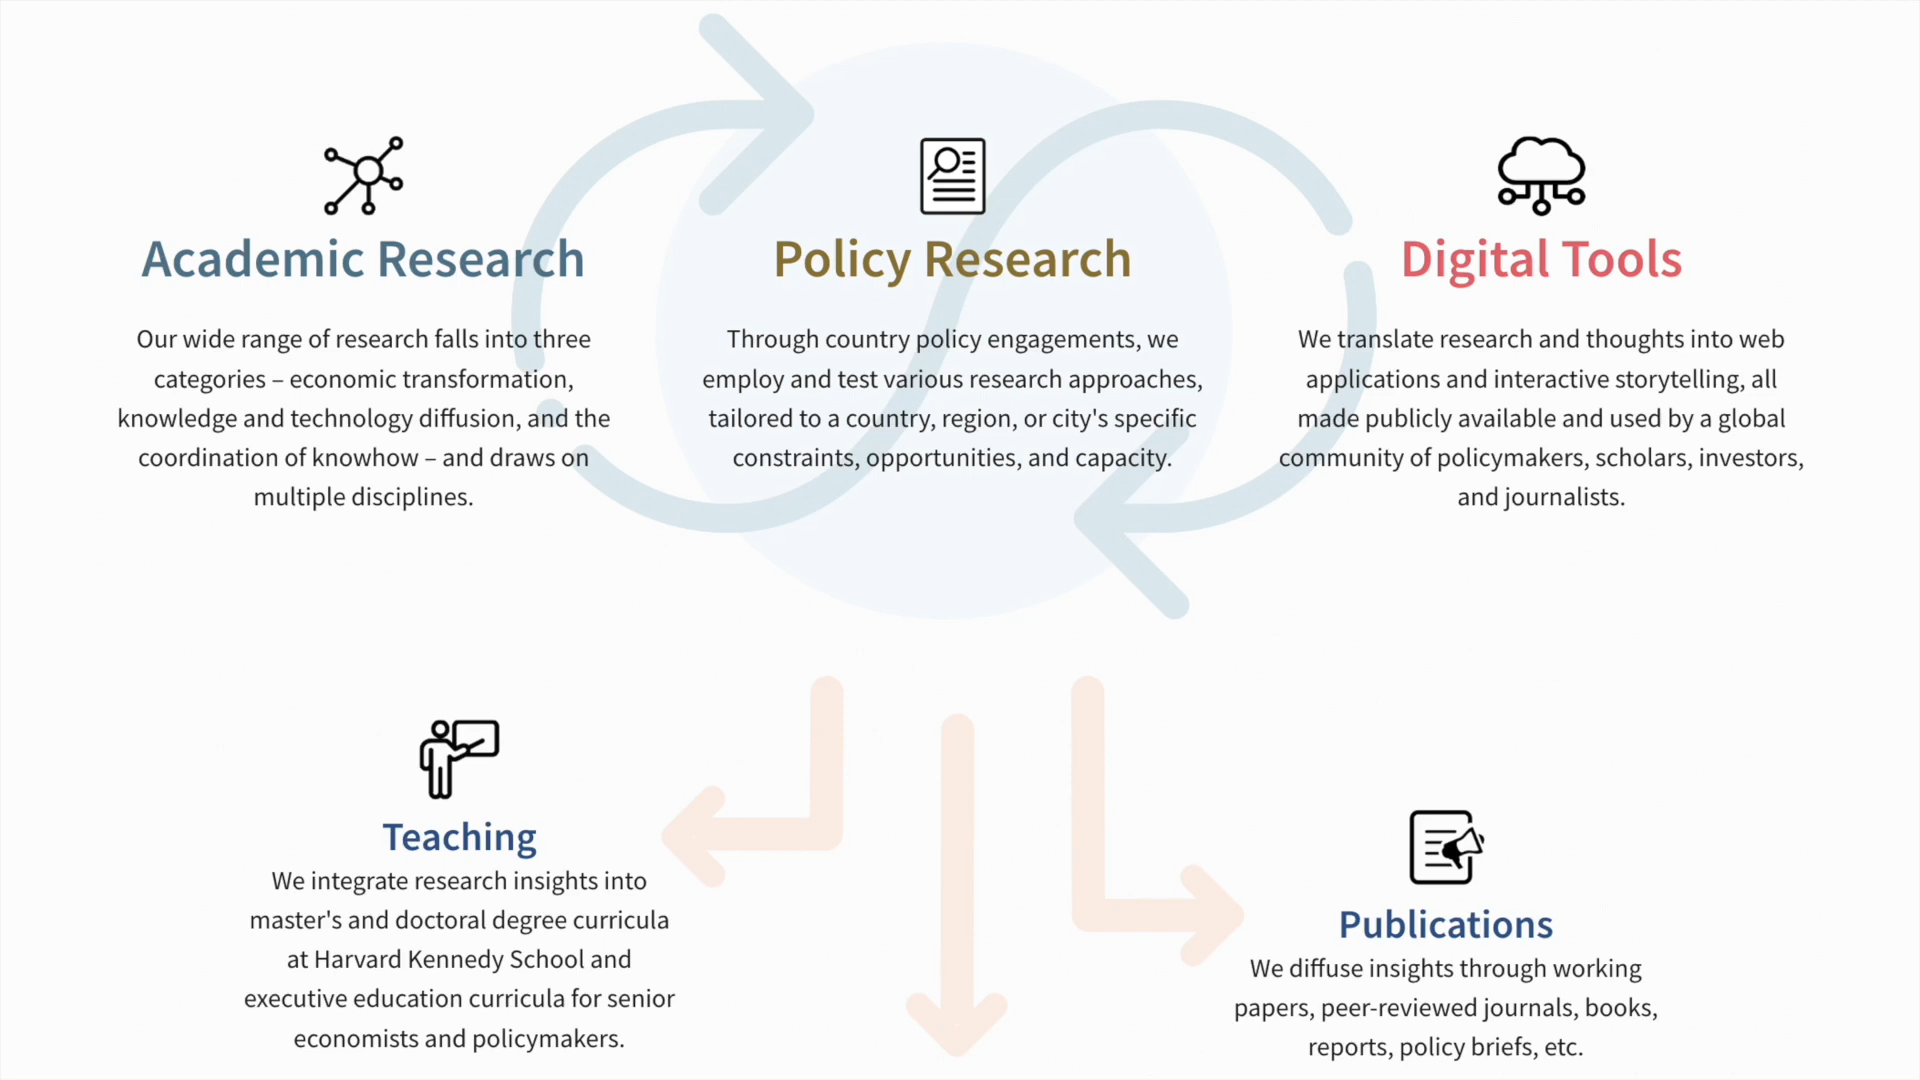 Academic Research
Our wide range of research falls into three
categories – economic transformation,
knowledge and technology diffusion, and the
coordination of knowhow – and draws on
multiple disciplines.
Policy Research
Through country policy engagements, we
employ and test various research approaches,
tailored to a country, region, or city's specific
constraints, opportunities, and capacity.
Digital Tools
We translate research and thoughts into web
applications and interactive storytelling, all
made publicly available and used by a global
community of policymakers, scholars, investors,
and journalists.
Teaching
We integrate research insights into
master's and doctoral degree curricula
at Harvard Kennedy School and
executive education curricula for senior
economists and policymakers.
Publications
We diffuse insights through working
papers, peer-reviewed journals, books,
reports, policy briefs, etc.